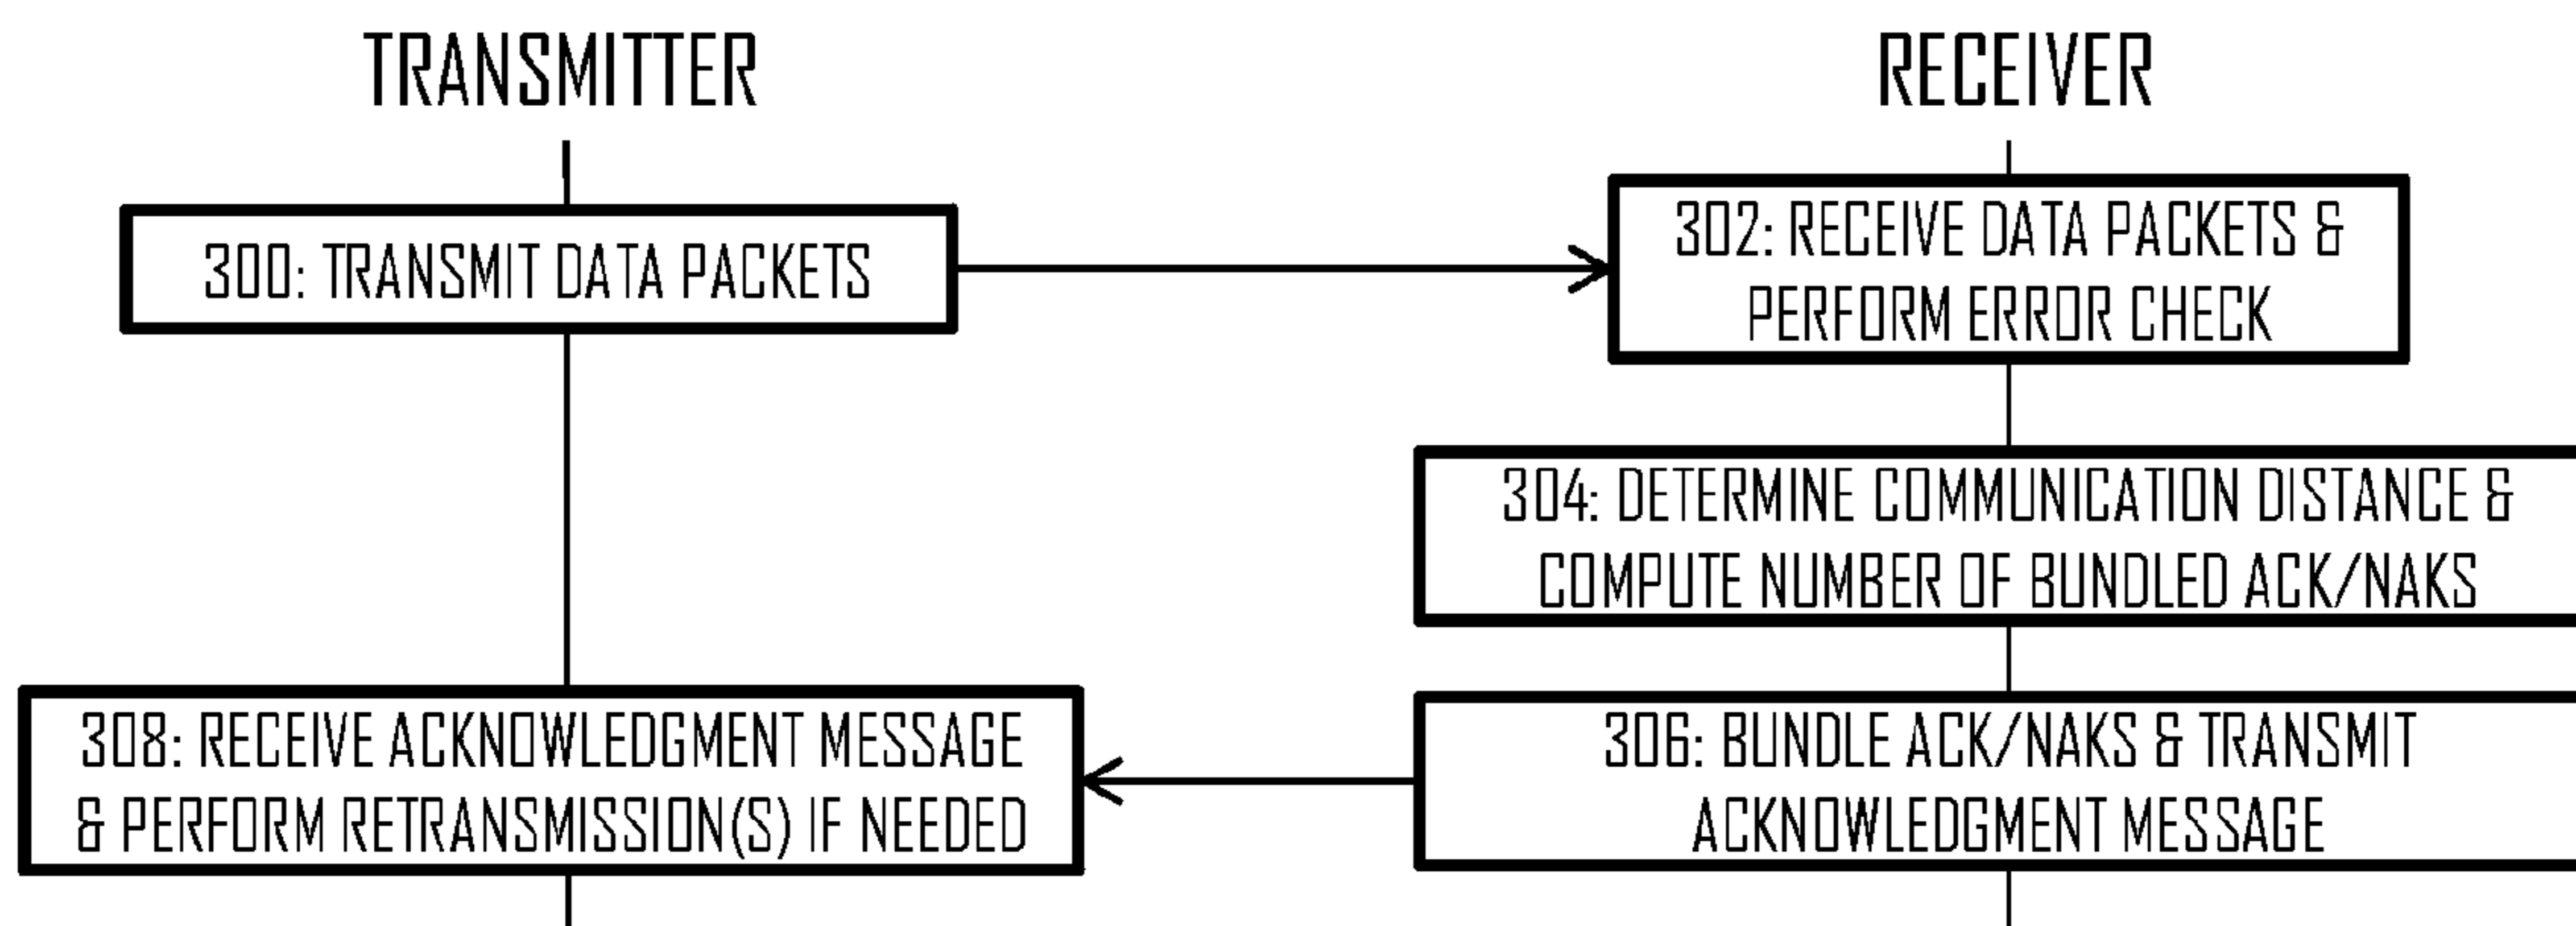 TRANSMITTER
RECEIVER
300: TRANSMIT DATA PACKETS
302: RECEIVE DATA PACKETS &
PERFORM ERROR CHECK
304: DETERMINE COMMUNICATION DISTANCE &
COMPUTE NUMBER OF BUNDLED ACK/NAKS
306: BUNDLE ACK/NAKS & TRANSMIT
ACKNOWLEDGMENT MESSAGE
308: RECEIVE ACKNOWLEDGMENT MESSAGE
& PERFORM RETRANSMISSION(S) IF NEEDED